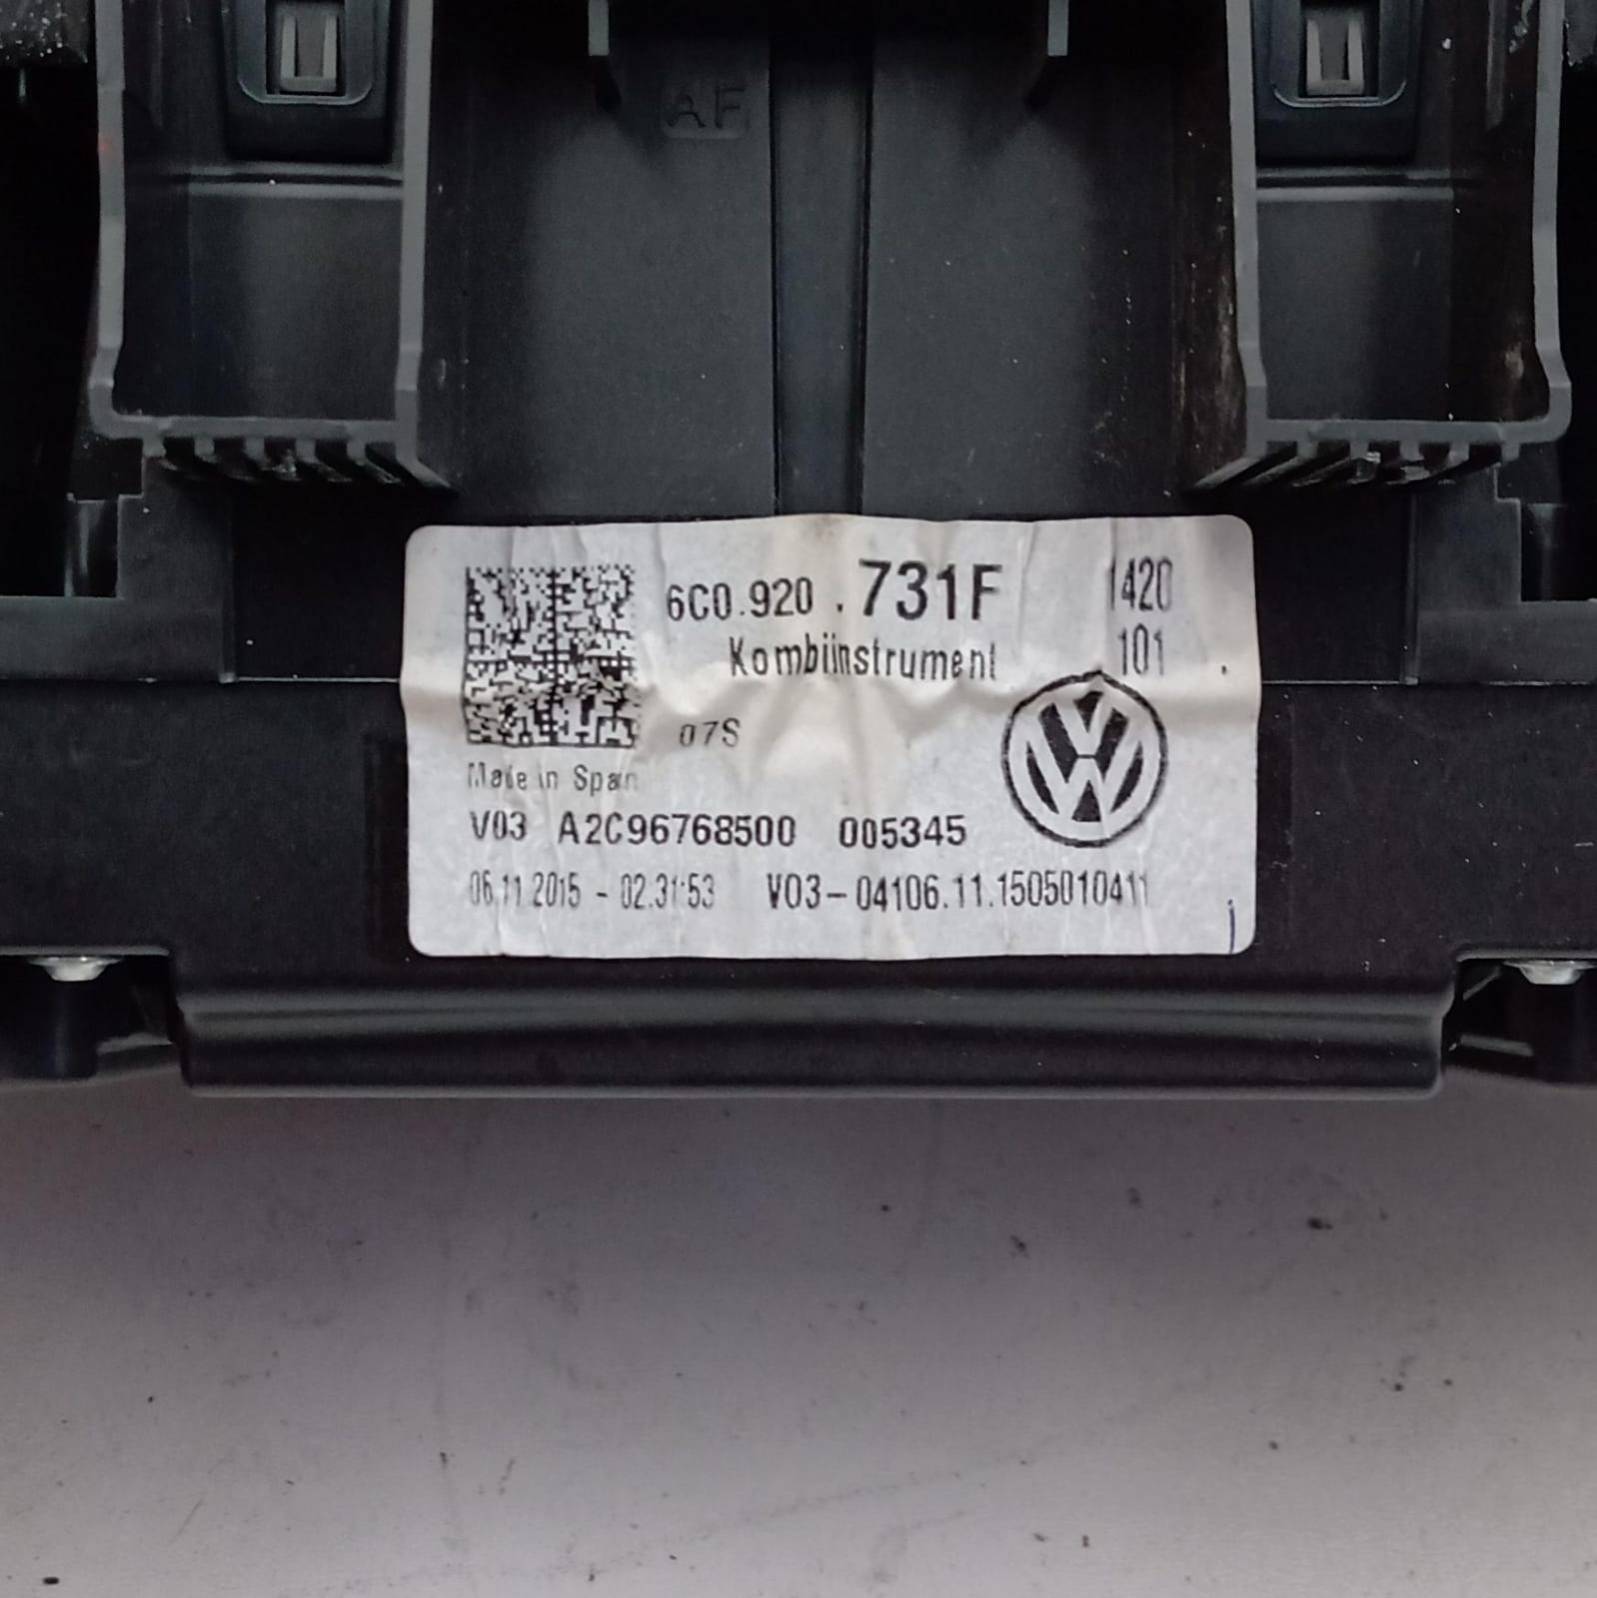 AF
6C0.920 .731F 1420
Kombiinstrument 101 .
07S
Made in Spain
V03 A2C96768500 005345
06.11.2015 - 02.31:53 V03-04106.11.1505010411